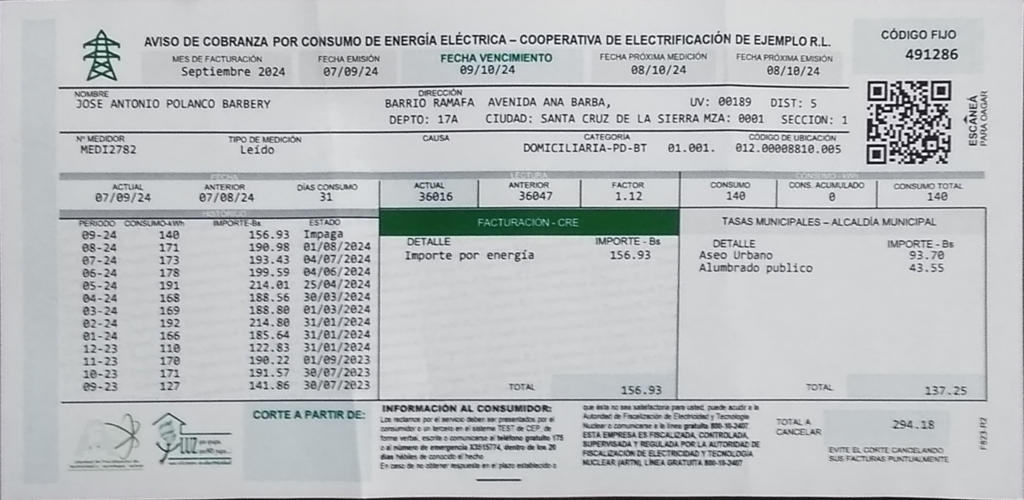 AVISO DE COBRANZA POR CONSUMO DE ENERGÍA ELÉCTRICA – COOPERATIVA DE ELECTRIFICACIÓN DE EJEMPLO R.L.
CÓDIGO FIJO
491286
MES DE FACTURACIÓN FECHA EMISIÓN FECHA VENCIMIENTO FECHA PRÓXIMA MEDICIÓN FECHA PRÓXIMA EMISIÓN
Septiembre 2024 07/09/24 09/10/24 08/10/24 08/10/24
NOMBRE DIRECCIÓN
JOSE ANTONIO POLANCO BARBERY BARRIO RAMAFA AVENIDA ANA BARBA, UV: 00189 DIST: 5
DEPTO: 17A CIUDAD: SANTA CRUZ DE LA SIERRA MZA: 0001 SECCION: 1
ESCANÉA PARA PAGAR
Nº MEDIDOR TIPO DE MEDICIÓN CAUSA CATEGORÍA CÓDIGO DE UBICACIÓN
MEDI2782 Leído DOMICILIARIA-PD-BT 01.001. 012.00008810.005
FECHA LECTURA CONSUMO - kWh
ACTUAL ANTERIOR DÍAS CONSUMO ACTUAL ANTERIOR FACTOR CONSUMO CONS. ACUMULADO CONSUMO TOTAL
07/09/24 07/08/24 31 36016 36047 1.12 140 0 140
HISTÓRICO
PERIODO CONSUMO-kWh IMPORTE-Bs ESTADO
09-24 140 156.93 Impaga
08-24 171 190.98 01/08/2024
07-24 173 193.43 04/07/2024
06-24 178 199.59 04/06/2024
05-24 191 214.01 25/04/2024
04-24 168 188.56 30/03/2024
03-24 169 188.80 01/03/2024
02-24 192 214.80 31/01/2024
01-24 166 185.64 31/01/2024
12-23 110 122.83 31/01/2024
11-23 170 190.22 01/09/2023
10-23 171 191.57 30/07/2023
09-23 127 141.86 30/07/2023
FACTURACIÓN - CRE
DETALLE IMPORTE - Bs
Importe por energía 156.93
TOTAL 156.93
TASAS MUNICIPALES – ALCALDÍA MUNICIPAL
DETALLE IMPORTE - Bs
Aseo Urbano 93.70
Alumbrado publico 43.55
TOTAL 137.25
LUZ
CORTE A PARTIR DE:
INFORMACIÓN AL CONSUMIDOR:
Los reclamos por el servicio deben ser presentados por el
consumidor o un tercero en el sistema TEST de CEP, de
forma verbal, escrita o comunicarse al teléfono gratuito 175
o al número de emergencia X3515774, dentro de los 20
días hábiles de conocido el hecho
En caso de no obtener respuesta en el plazo establecido o
que ésta no sea satisfactoria para usted, puede acudir a la
Autoridad de Fiscalización de Electricidad y Tecnología
Nuclear o comunicarse a la línea gratuita 800-10-2407.
ESTA EMPRESA ES FISCALIZADA, CONTROLADA,
SUPERVISADA Y REGULADA POR LA AUTORIDAD DE
FISCALIZACIÓN DE ELECTRICIDAD Y TECNOLOGÍA
NUCLEAR (ARTN), LÍNEA GRATUITA 800-10-2407
TOTAL A
CANCELAR
294.18
EVITE EL CORTE CANCELANDO
SUS FACTURAS PUNTUALMENTE
F823-R2